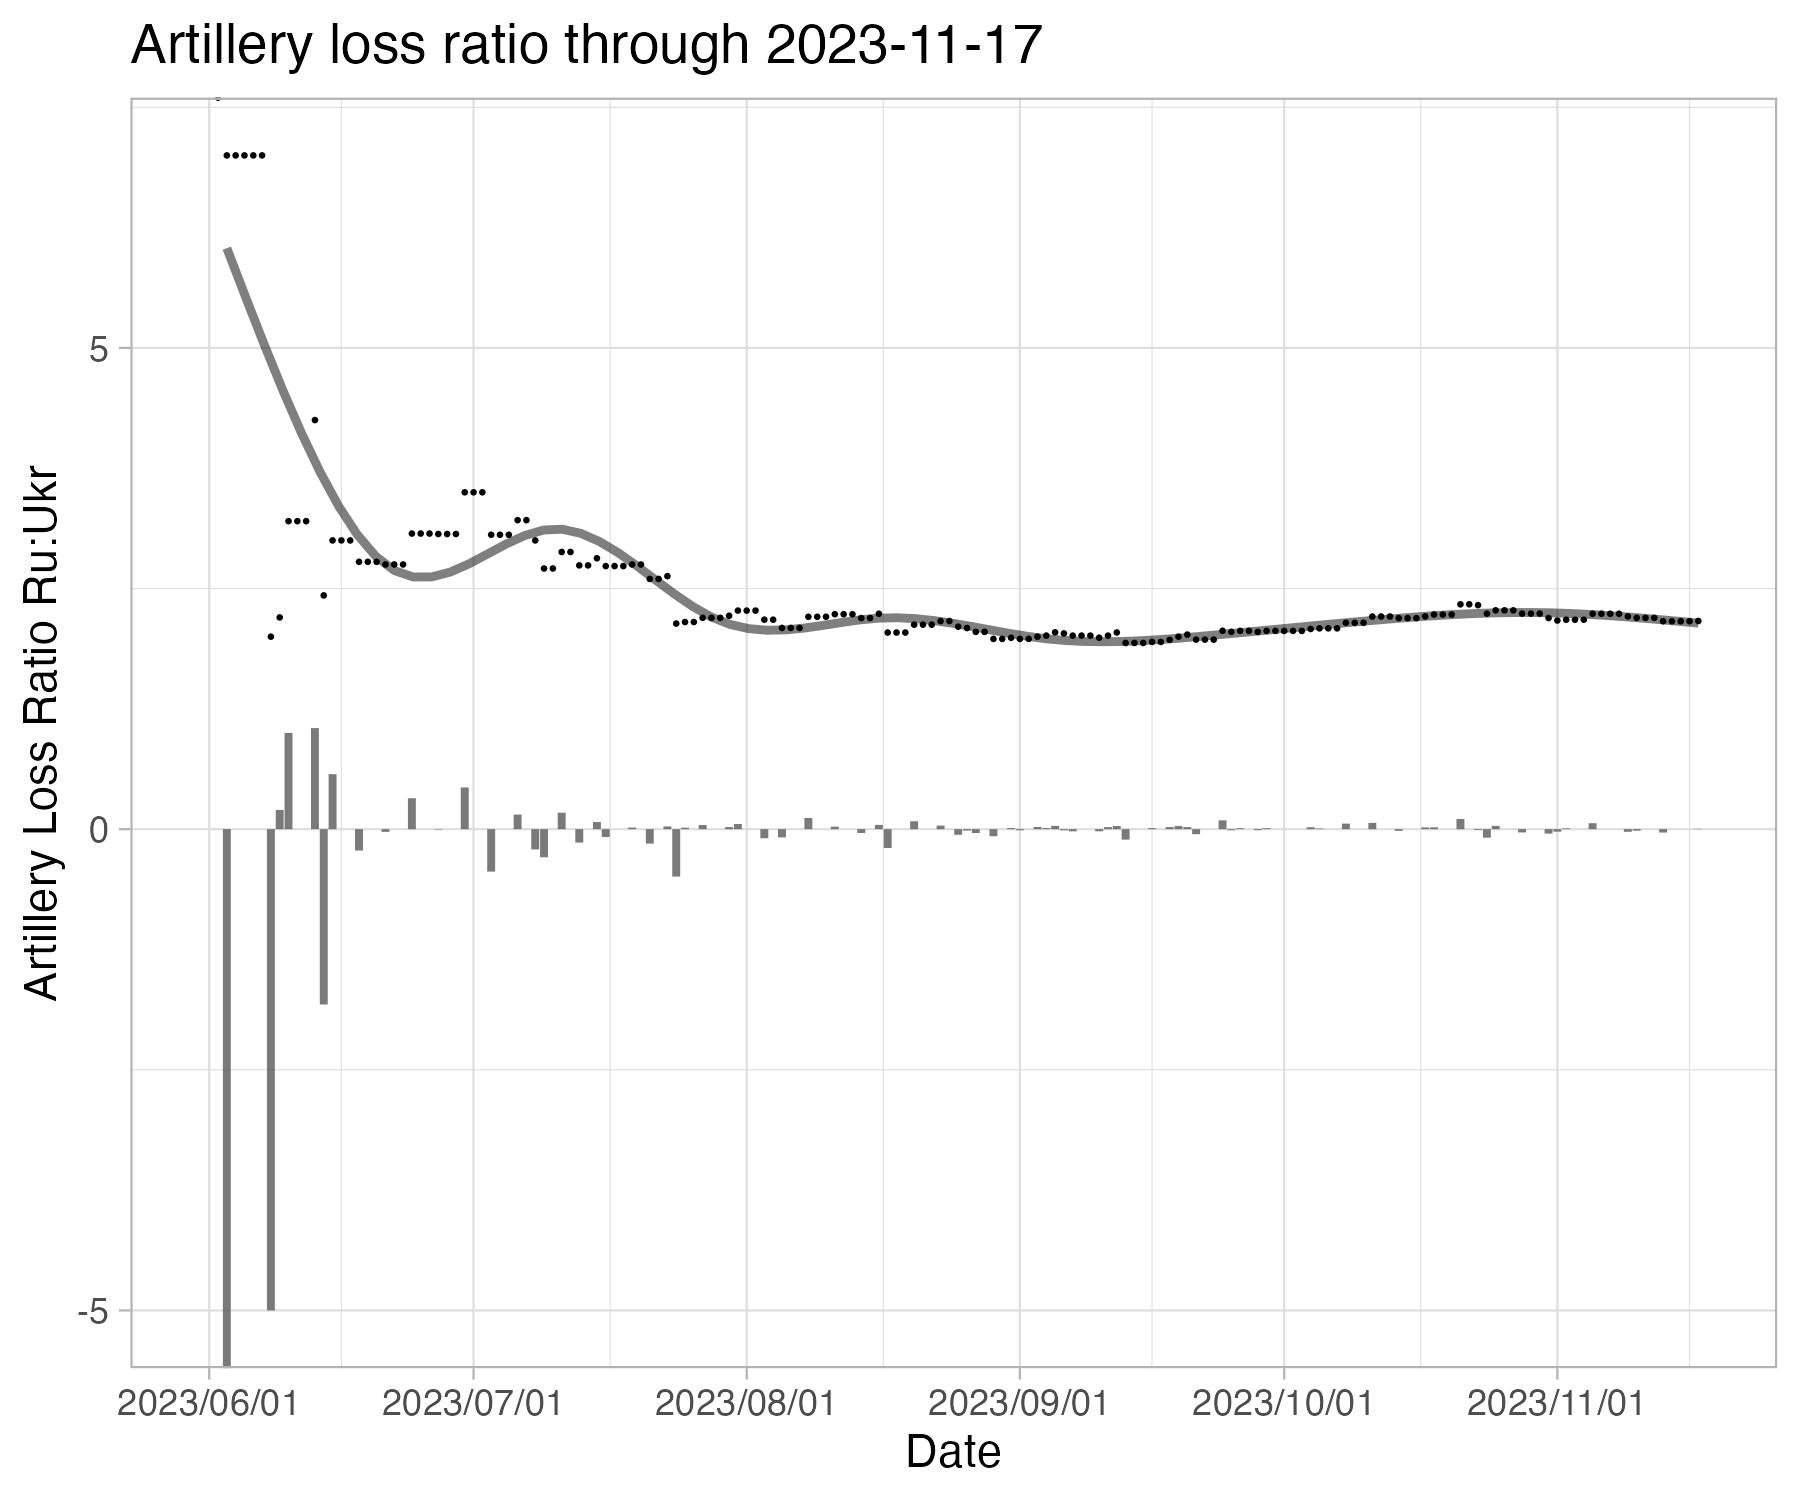 Artillery loss ratio through 2023-11-17
Artillery Loss Ratio Ru:Ukr
5
0
-5
2023/06/01 2023/07/01 2023/08/01 2023/09/01 2023/10/01 2023/11/01
Date